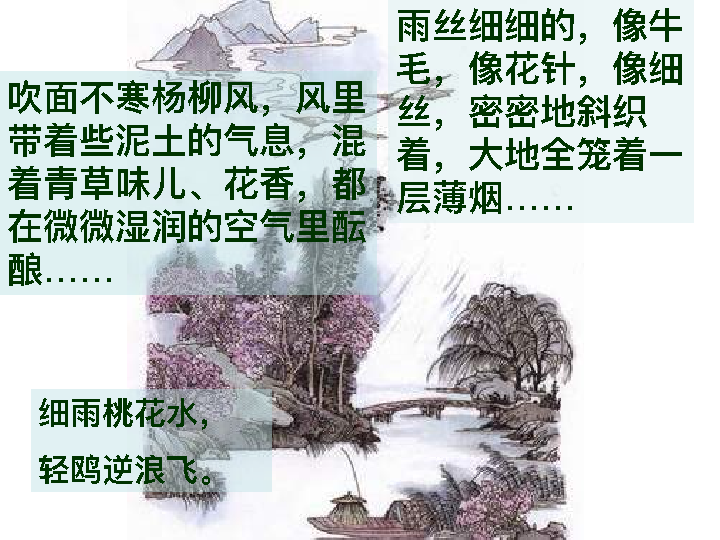 吹面不寒杨柳风，风里
带着些泥土的气息，混
着青草味儿、花香，都
在微微湿润的空气里酝
酿……
雨丝细细的，像牛
毛，像花针，像细
丝，密密地斜织
着，大地全笼着一
层薄烟……
细雨桃花水，
轻鸥逆浪飞。